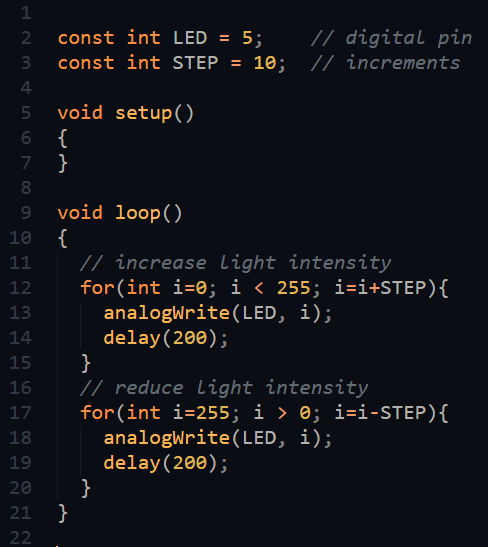 1
2 const int LED = 5;    // digital pin
3 const int STEP = 10;  // increments
4
5 void setup()
6 {
7 }
8
9 void loop()
10 {
11   // increase light intensity
12   for(int i=0; i < 255; i=i+STEP){
13     analogWrite(LED, i);
14     delay(200);
15   }
16   // reduce light intensity
17   for(int i=255; i > 0; i=i-STEP){
18     analogWrite(LED, i);
19     delay(200);
20   }
21 }
22